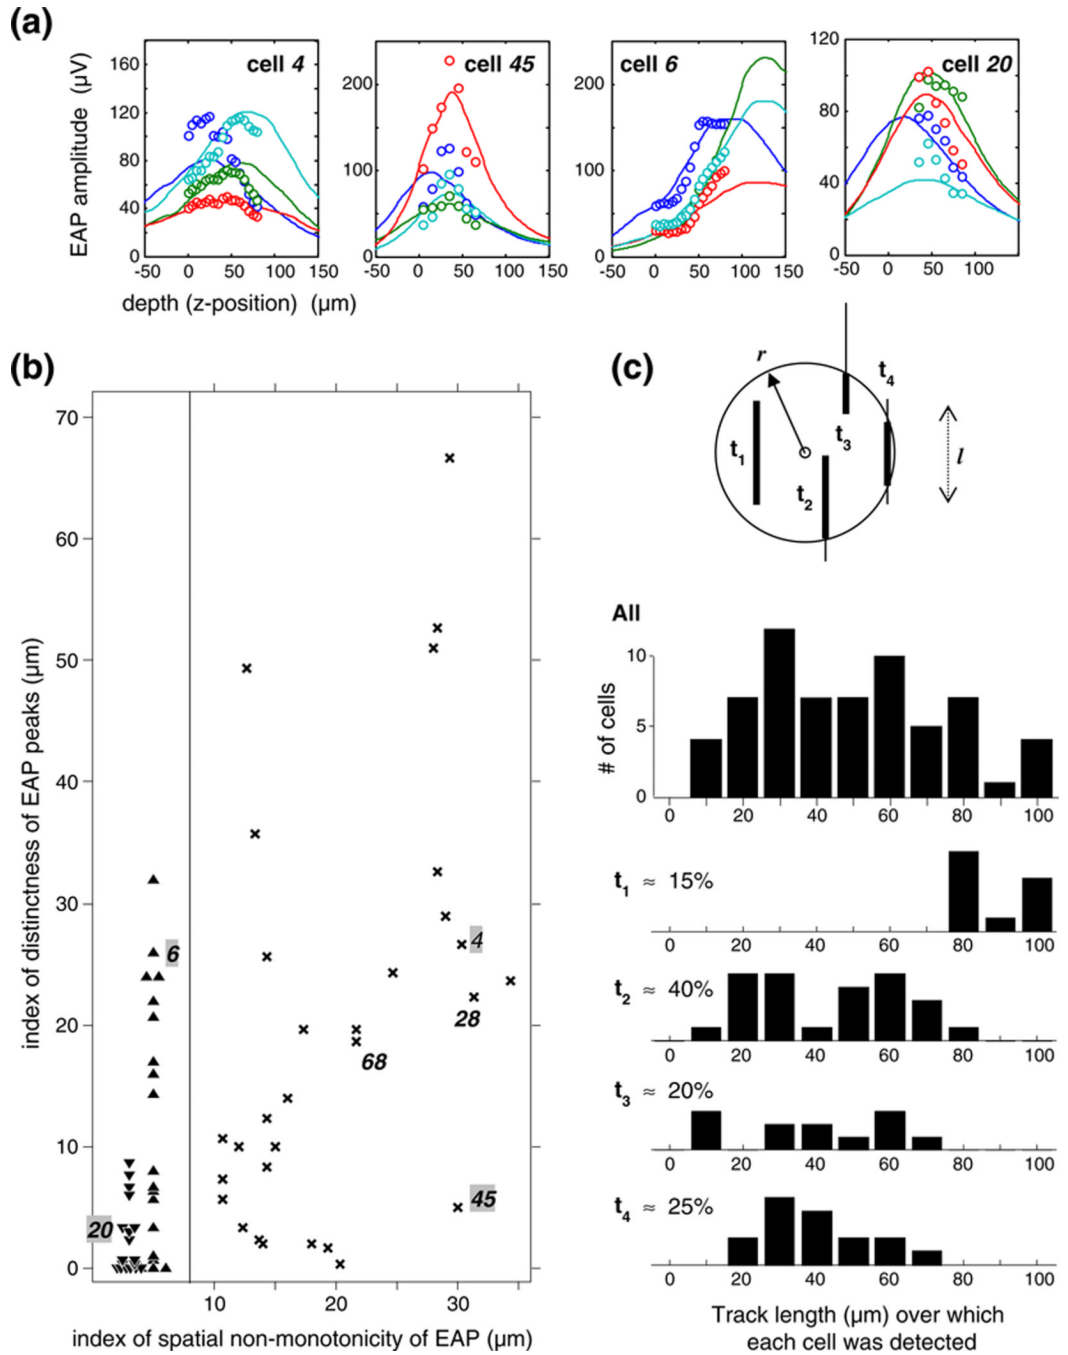 (a)
cell 4
cell 45
cell 6
cell 20
EAP amplitude (µV)
160
120
80
40
0
-50 0 50 100 150
200
100
0
-50 0 50 100 150
200
100
0
-50 0 50 100 150
120
80
40
0
-50 0 50 100 150
depth (z-position) (µm)
(b)
index of distinctness of EAP peaks (µm)
70
60
50
40
30
20
10
0
6
4
28
68
45
20
10 20 30
index of spatial non-monotonicity of EAP (µm)
(c)
r
t4
t3
t1
t2
l
All
# of cells
10
5
0
0 20 40 60 80 100
t1 ≈ 15%
0 20 40 60 80 100
t2 ≈ 40%
0 20 40 60 80 100
t3 ≈ 20%
0 20 40 60 80 100
t4 ≈ 25%
0 20 40 60 80 100
Track length (µm) over which
each cell was detected